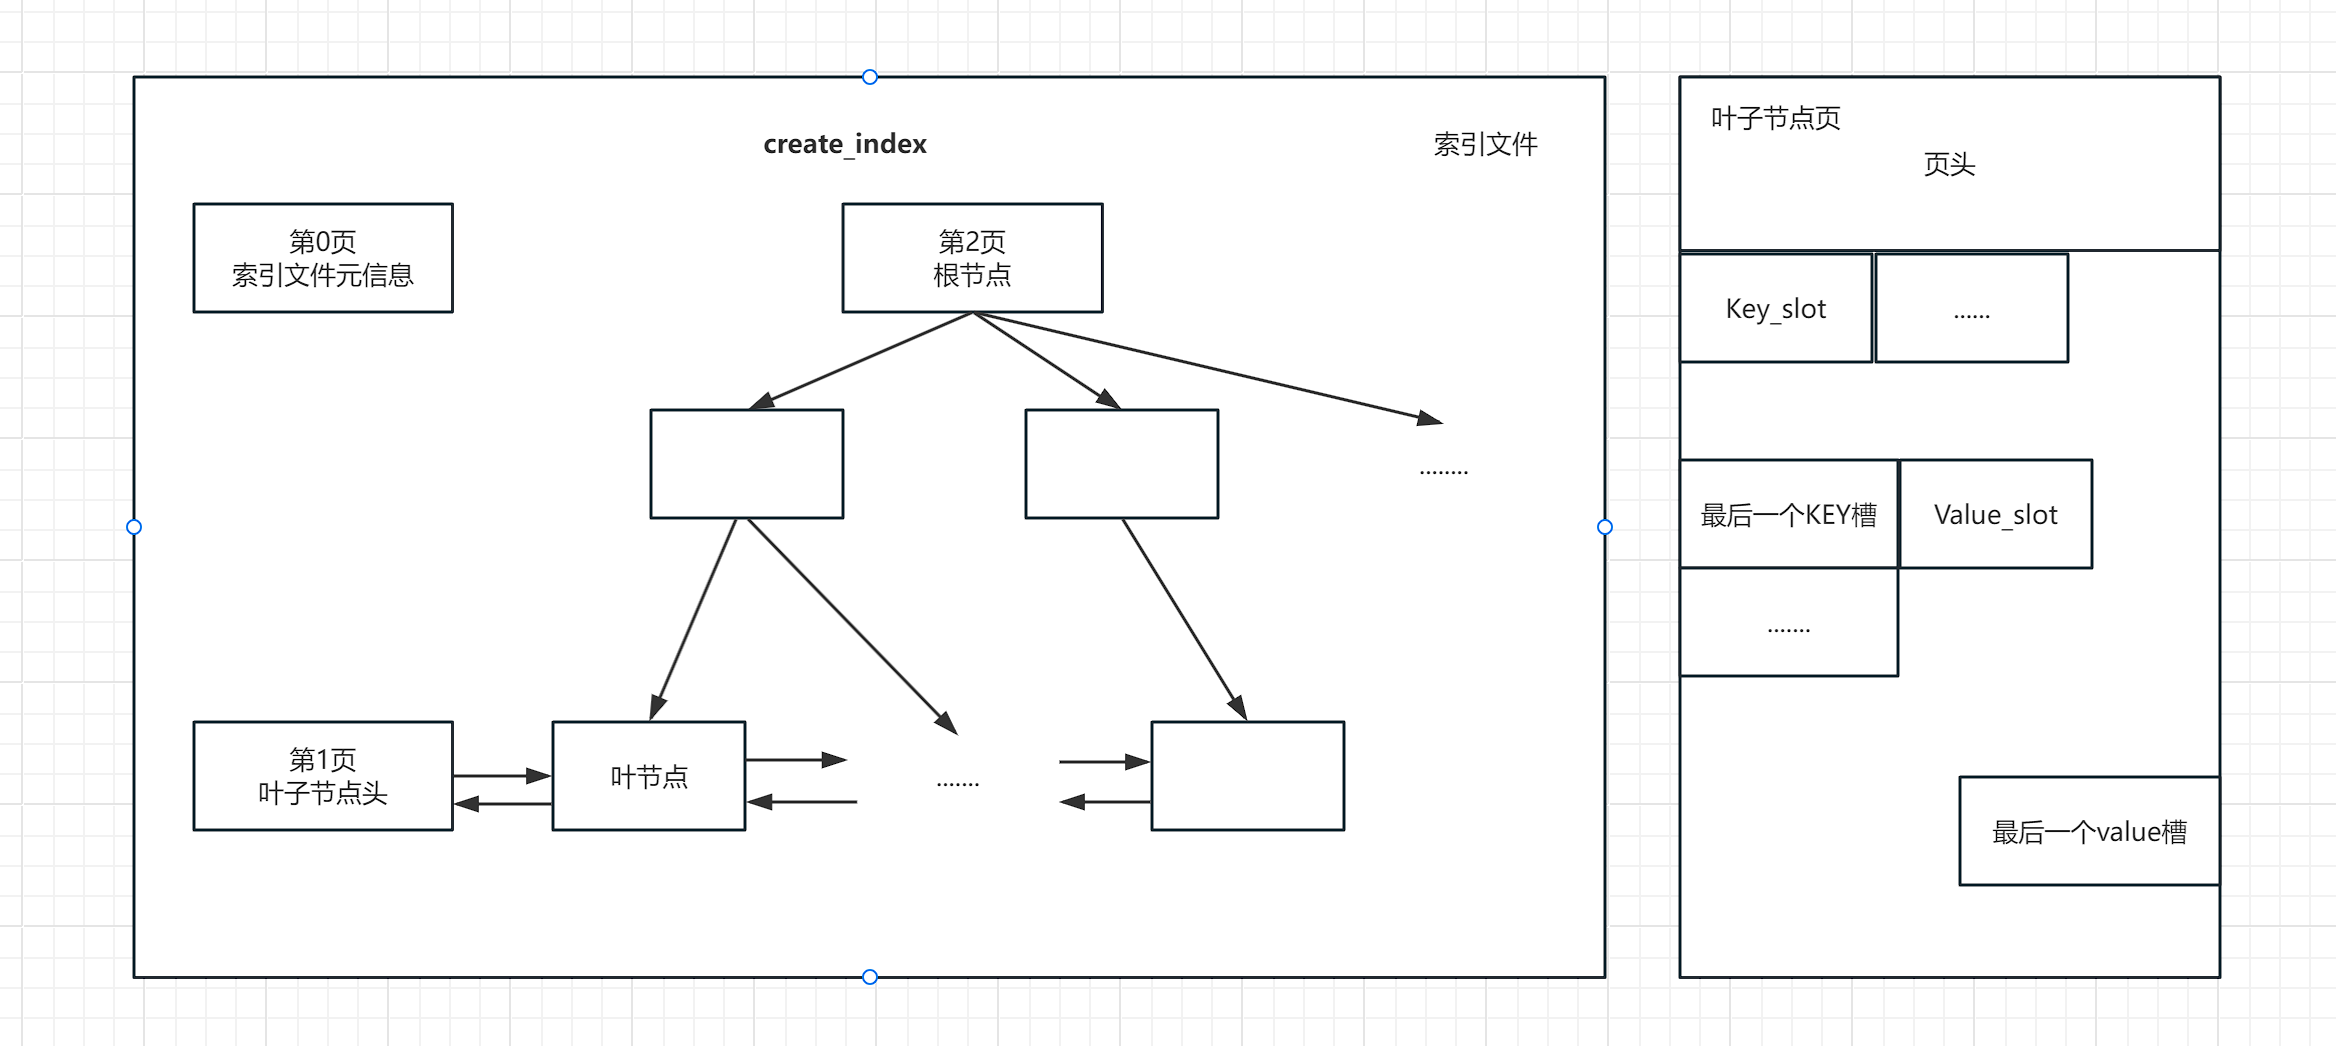 create_index
索引文件
第0页
索引文件元信息
第2页
根节点
........
第1页
叶子节点头
叶节点
.......
叶子节点页
页头
Key_slot
......
最后一个KEY槽
Value_slot
.......
最后一个value槽